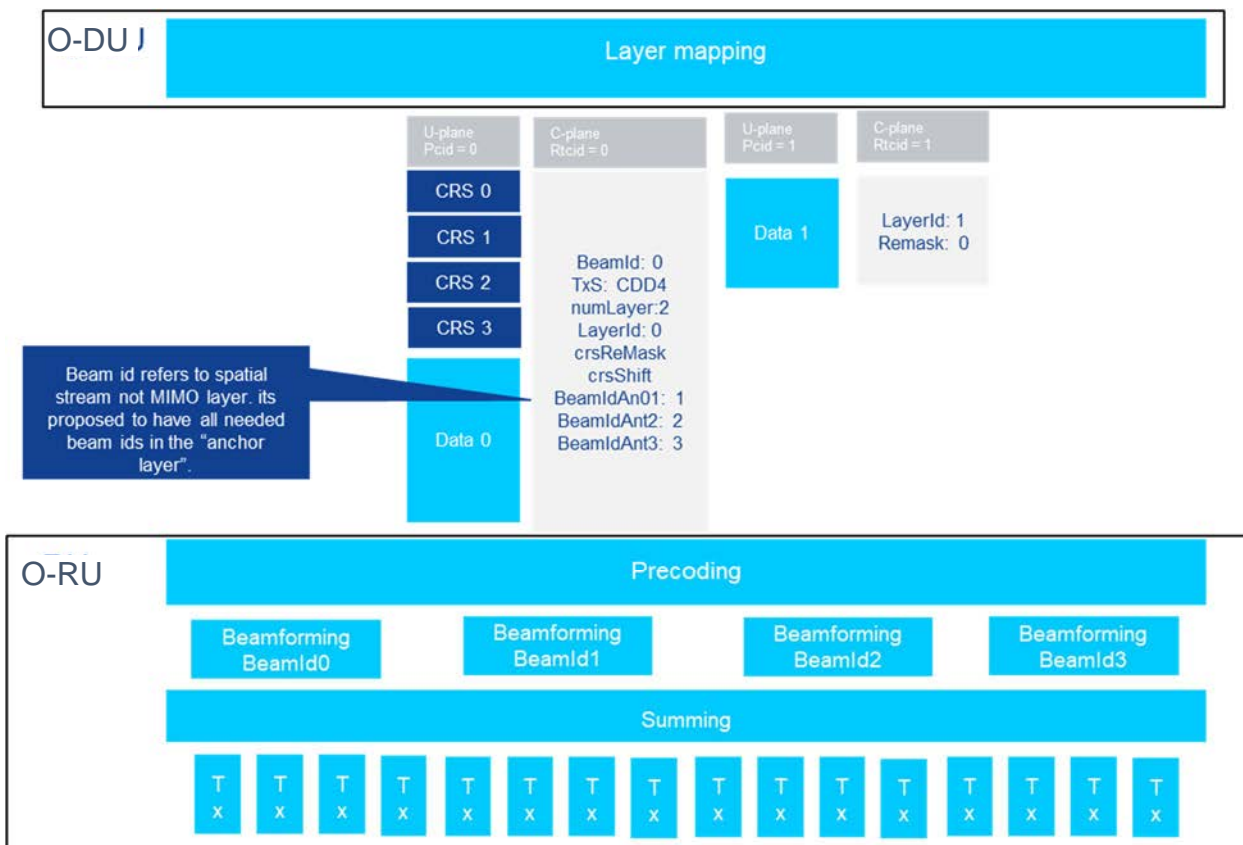 O-DU
Layer mapping
U-plane
Pcid = 0
C-plane
Rtcid = 0
U-plane
Pcid = 1
C-plane
Rtcid = 1
CRS 0
CRS 1
CRS 2
CRS 3
Data 0
BeamId: 0
TxS: CDD4
numLayer:2
LayerId: 0
crsReMask
crsShift
BeamIdAn01: 1
BeamIdAnt2: 2
BeamIdAnt3: 3
Data 1
LayerId: 1
Remask: 0
Beam id refers to spatial
stream not MIMO layer. its
proposed to have all needed
beam ids in the “anchor
layer”.
O-RU
Precoding
Beamforming
BeamId0
Beamforming
BeamId1
Beamforming
BeamId2
Beamforming
BeamId3
Summing
T T T T T T T T T T T T T T T T
x x x x x x x x x x x x x x x x